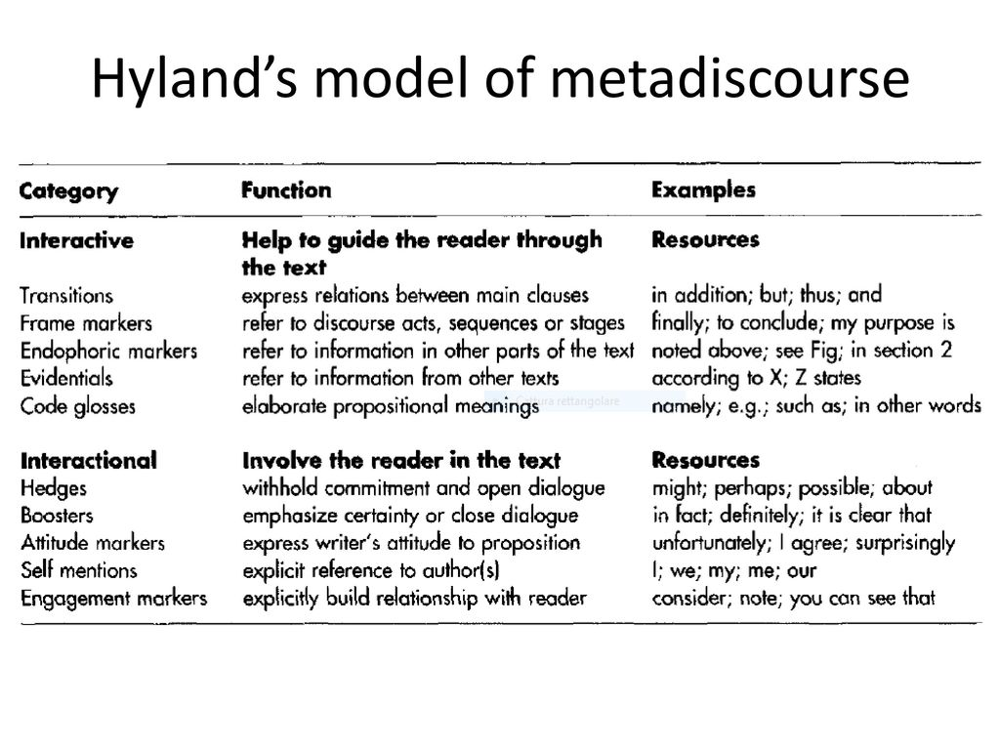 Hyland’s model of metadiscourse
Category Function Examples
Interactive Help to guide the reader through Resources
the text
Transitions express relations between main clauses in addition; but; thus; and
Frame markers refer to discourse acts, sequences or stages finally; to conclude; my purpose is
Endophoric markers refer to information in other parts of the text noted above; see Fig; in section 2
Evidentials refer to information from other texts according to X; Z states
Cattura rettangolare
Code glosses elaborate propositional meanings namely; e.g.; such as; in other words
Interactional Involve the reader in the text Resources
Hedges withhold commitment and open dialogue might; perhaps; possible; about
Boosters emphasize certainty or close dialogue in fact; definitely; it is clear that
Attitude markers express writer's attitude to proposition unfortunately; I agree; surprisingly
Self mentions explicit reference to author(s) I; we; my; me; our
Engagement markers explicitly build relationship with reader consider; note; you can see that